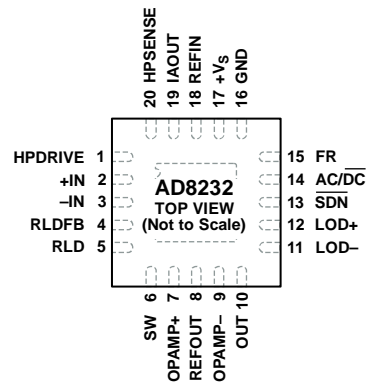 20 HPSENSE
19 IAOUT
18 REFIN
17 +VS
16 GND
HPDRIVE 1
+IN 2
–IN 3
RLDFB 4
RLD 5
AD8232
TOP VIEW
(Not to Scale)
15 FR
14 AC/DC
13 SDN
12 LOD+
11 LOD–
SW 6
OPAMP+ 7
REFOUT 8
OPAMP– 9
OUT 10